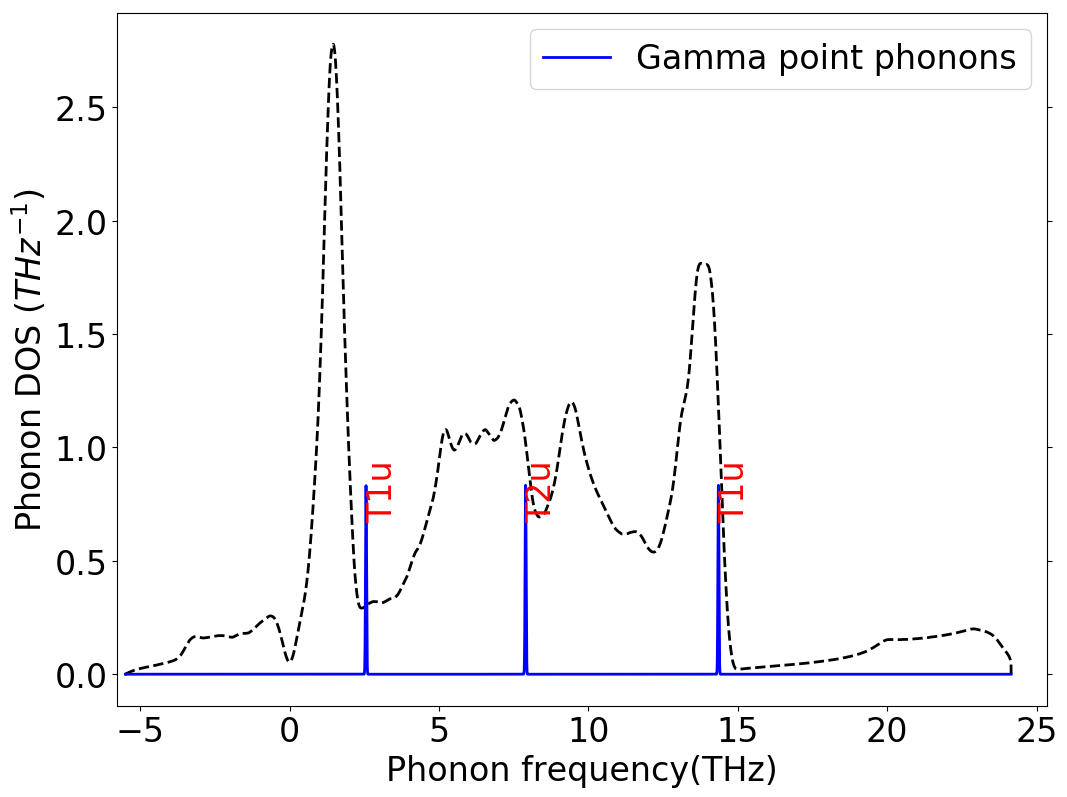 Gamma point phonons
Phonon DOS (THz⁻¹)
2.5
2.0
1.5
1.0
0.5
0.0
T1u
T2u
T1u
−5
0
5
10
15
20
25
Phonon frequency(THz)